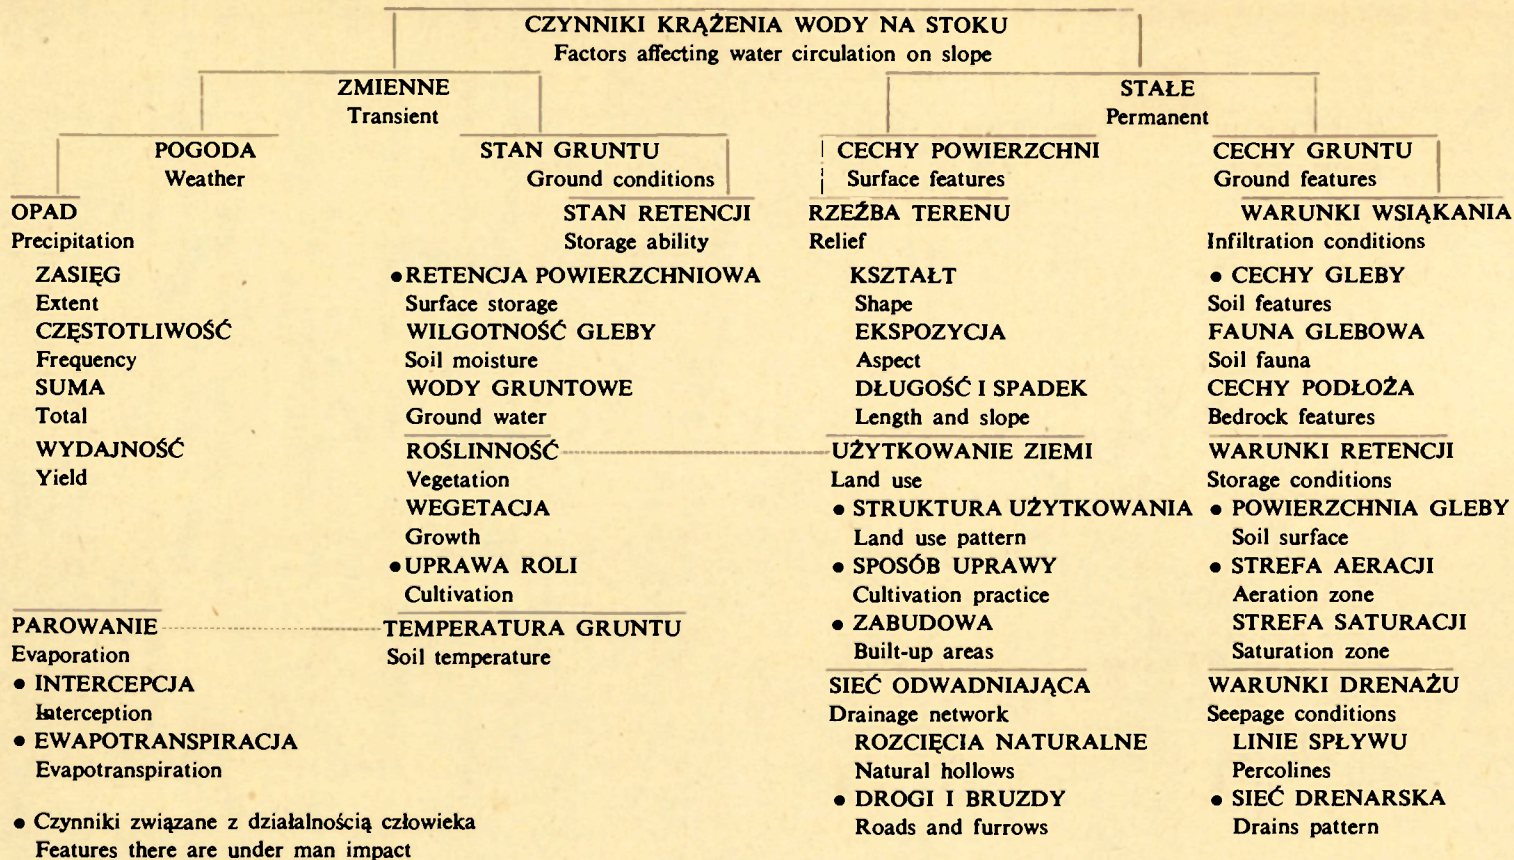 CZYNNIKI KRĄŻENIA WODY NA STOKU
Factors affecting water circulation on slope
ZMIENNE
Transient
POGODA
Weather
OPAD
Precipitation
ZASIĘG
Extent
CZĘSTOTLIWOŚĆ
Frequency
SUMA
Total
WYDAJNOŚĆ
Yield
PAROWANIE
Evaporation
• INTERCEPCJA
Interception
• EWAPOTRANSPIRACJA
Evapotranspiration
STAN GRUNTU
Ground conditions
STAN RETENCJI
Storage ability
• RETENCJA POWIERZCHNIOWA
Surface storage
WILGOTNOŚĆ GLEBY
Soil moisture
WODY GRUNTOWE
Ground water
ROŚLINNOŚĆ
Vegetation
WEGETACJA
Growth
• UPRAWA ROLI
Cultivation
TEMPERATURA GRUNTU
Soil temperature
STAŁE
Permanent
CECHY POWIERZCHNI
Surface features
RZEŹBA TERENU
Relief
KSZTAŁT
Shape
EKSPOZYCJA
Aspect
DŁUGOŚĆ I SPADEK
Length and slope
UŻYTKOWANIE ZIEMI
Land use
• STRUKTURA UŻYTKOWANIA
Land use pattern
• SPOSÓB UPRAWY
Cultivation practice
• ZABUDOWA
Built-up areas
SIEĆ ODWADNIAJĄCA
Drainage network
ROZCIĘCIA NATURALNE
Natural hollows
• DROGI I BRUZDY
Roads and furrows
CECHY GRUNTU
Ground features
WARUNKI WSIĄKANIA
Infiltration conditions
• CECHY GLEBY
Soil features
FAUNA GLEBOWA
Soil fauna
CECHY PODŁOŻA
Bedrock features
WARUNKI RETENCJI
Storage conditions
• POWIERZCHNIA GLEBY
Soil surface
• STREFA AERACJI
Aeration zone
STREFA SATURACJI
Saturation zone
WARUNKI DRENAŻU
Seepage conditions
LINIE SPŁYWU
Percolines
• SIEĆ DRENARSKA
Drains pattern
• Czynniki związane z działalnością człowieka
Features there are under man impact